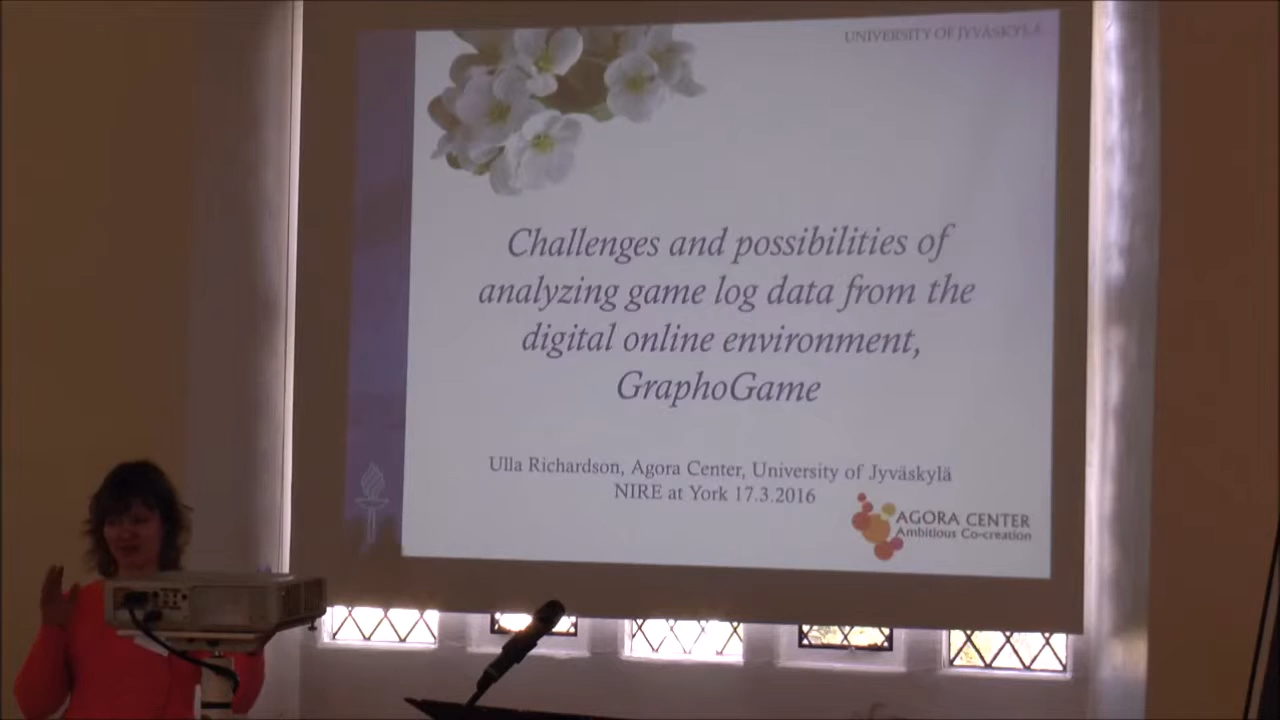 UNIVERSITY OF JYVÄSKYLÄ
Challenges and possibilities of
analyzing game log data from the
digital online environment,
GraphoGame
Ulla Richardson, Agora Center, University of Jyväskylä
NIRE at York 17.3.2016
AGORA CENTER
Ambitious Co-creation